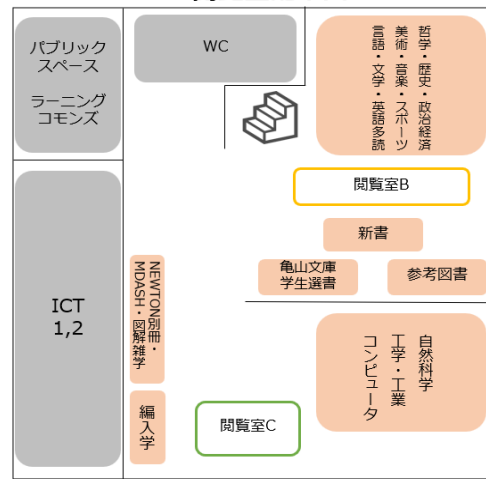 パブリック
スペース
ラーニング
コモンズ
WC
哲学・歴史・政治経済
美術・音楽・スポーツ
言語・文学・英語多読
閲覧室B
新書
亀山文庫
学生選書
参考図書
ICT
1,2
NEWTON別冊・
MDASH・図解雑学
編入学
閲覧室C
自然科学
工学・工業
コンピュータ